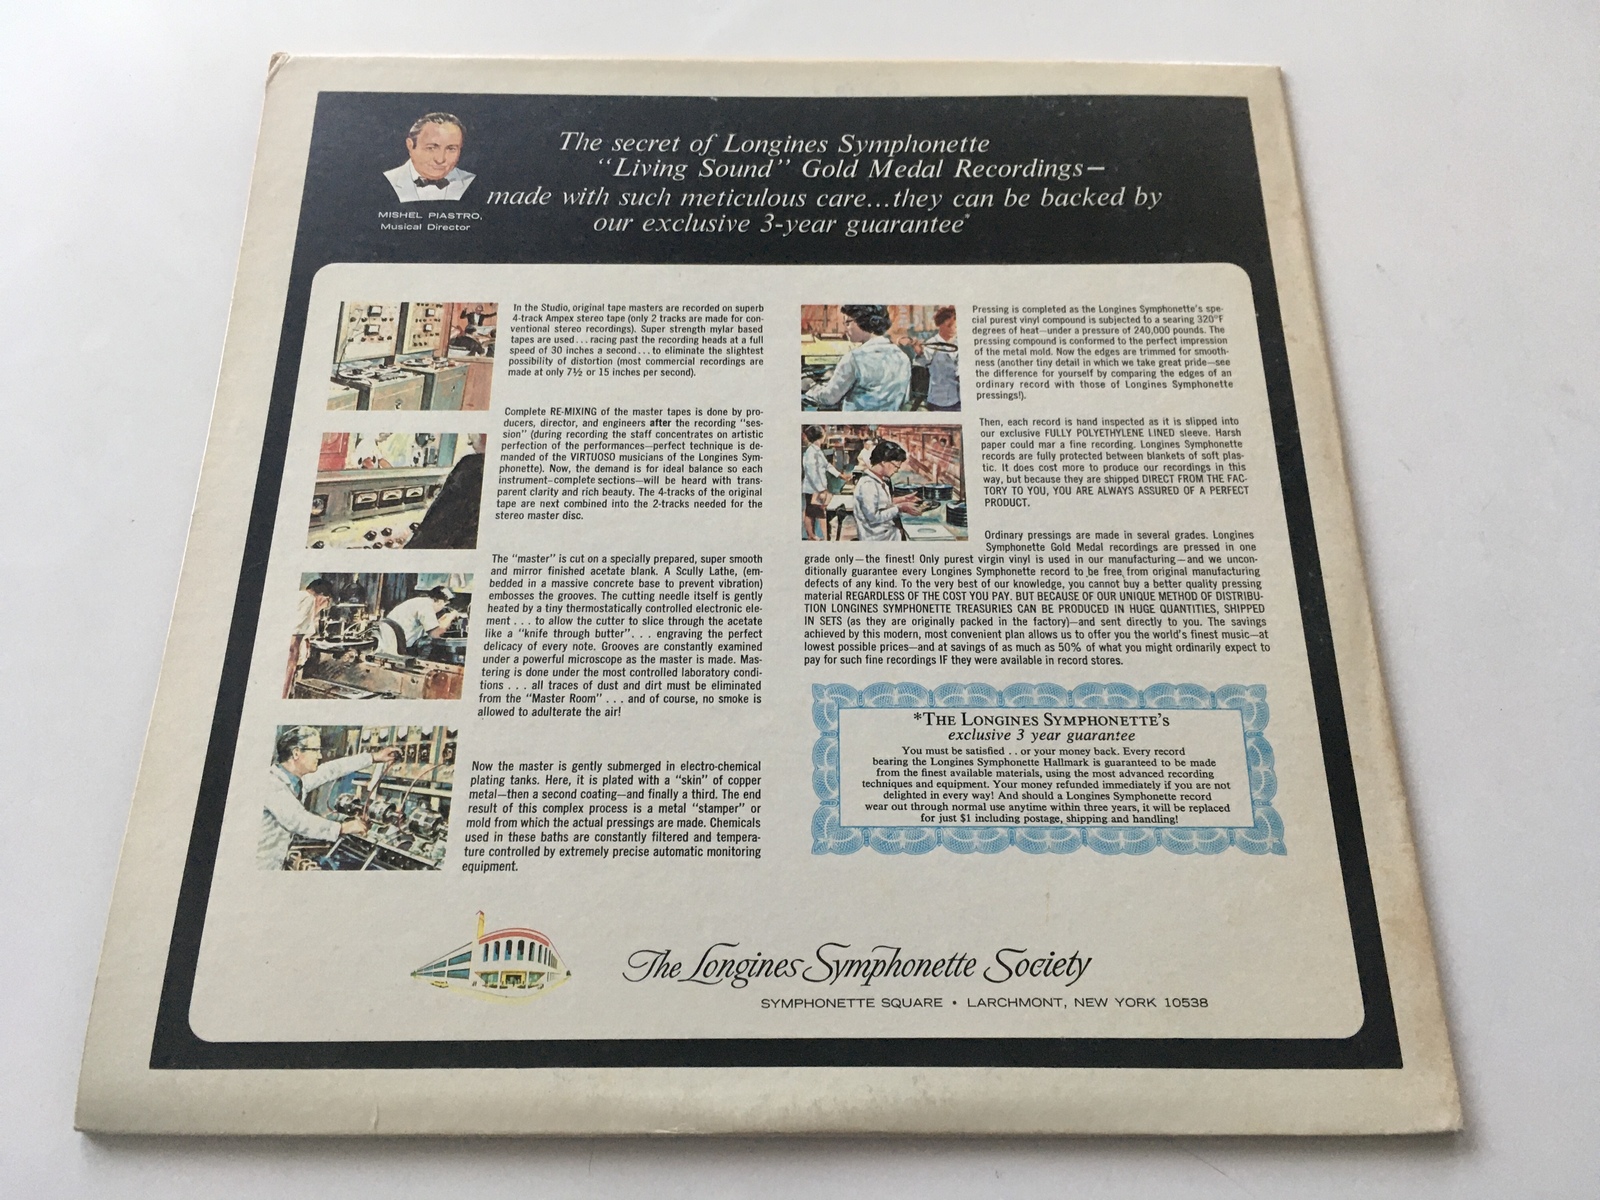 The secret of Longines Symphonette
"Living Sound" Gold Medal Recordings—
made with such meticulous care...they can be backed by
our exclusive 3-year guarantee*
MISHEL PIASTRO,
Musical Director
In the Studio, original tape masters are recorded on superb
4-track Ampex stereo tape (only 2 tracks are made for con-
ventional stereo recordings). Super strength mylar based
tapes are used . . . racing past the recording heads at a full
speed of 30 inches a second . . . to eliminate the slightest
possibility of distortion (most commercial recordings are
made at only 7½ or 15 inches per second).
Complete RE-MIXING of the master tapes is done by pro-
ducers, director, and engineers after the recording "ses-
sion" (during recording the staff concentrates on artistic
perfection of the performances—perfect technique is de-
manded of the VIRTUOSO musicians of the Longines Sym-
phonette). Now, the demand is for ideal balance so each
instrument—complete sections—will be heard with trans-
parent clarity and rich beauty. The 4-tracks of the original
tape are next combined into the 2-tracks needed for the
stereo master disc.
The "master" is cut on a specially prepared, super smooth
and mirror finished acetate blank. A Scully Lathe, (em-
bedded in a massive concrete base to prevent vibration)
embosses the grooves. The cutting needle itself is gently
heated by a tiny thermostatically controlled electronic ele-
ment . . . to allow the cutter to slice through the acetate
like a "knife through butter" . . . engraving the perfect
delicacy of every note. Grooves are constantly examined
under a powerful microscope as the master is made. Mas-
tering is done under the most controlled laboratory condi-
tions . . . all traces of dust and dirt must be eliminated
from the "Master Room" . . . and of course, no smoke is
allowed to adulterate the air!
Now the master is gently submerged in electro-chemical
plating tanks. Here, it is plated with a "skin" of copper
metal—then a second coating—and finally a third. The end
result of this complex process is a metal "stamper" or
mold from which the actual pressings are made. Chemicals
used in these baths are constantly filtered and tempera-
ture controlled by extremely precise automatic monitoring
equipment.
Pressing is completed as the Longines Symphonette's spe-
cial purest vinyl compound is subjected to a searing 320°F
degrees of heat—under a pressure of 240,000 pounds. The
pressing compound is conformed to the perfect impression
of the metal mold. Now the edges are trimmed for smooth-
ness (another tiny detail in which we take great pride—see
the difference for yourself by comparing the edges of an
ordinary record with those of Longines Symphonette
pressings!).
Then, each record is hand inspected as it is slipped into
our exclusive FULLY POLYETHYLENE LINED sleeve. Harsh
paper could mar a fine recording. Longines Symphonette
records are fully protected between blankets of soft plas-
tic. It does cost more to produce our recordings in this
way, but because they are shipped DIRECT FROM THE FAC-
TORY TO YOU, YOU ARE ALWAYS ASSURED OF A PERFECT
PRODUCT.
Ordinary pressings are made in several grades. Longines
Symphonette Gold Medal recordings are pressed in one
grade only—the finest! Only purest virgin vinyl is used in our manufacturing—and we uncon-
ditionally guarantee every Longines Symphonette record to be free from original manufacturing
defects of any kind. To the very best of our knowledge, you cannot buy a better quality pressing
material REGARDLESS OF THE COST YOU PAY. BUT BECAUSE OF OUR UNIQUE METHOD OF DISTRIBU-
TION LONGINES SYMPHONETTE TREASURIES CAN BE PRODUCED IN HUGE QUANTITIES, SHIPPED
IN SETS (as they are originally packed in the factory)—and sent directly to you. The savings
achieved by this modern, most convenient plan allows us to offer you the world's finest music—at
lowest possible prices—and at savings of as much as 50% of what you might ordinarily expect to
pay for such fine recordings IF they were available in record stores.
*THE LONGINES SYMPHONETTE'S
exclusive 3 year guarantee
You must be satisfied . . or your money back. Every record
bearing the Longines Symphonette Hallmark is guaranteed to be made
from the finest available materials, using the most advanced recording
techniques and equipment. Your money refunded immediately if you are not
delighted in every way! And should a Longines Symphonette record
wear out through normal use anytime within three years, it will be replaced
for just $1 including postage, shipping and handling!
The Longines Symphonette Society
SYMPHONETTE SQUARE • LARCHMONT, NEW YORK 10538